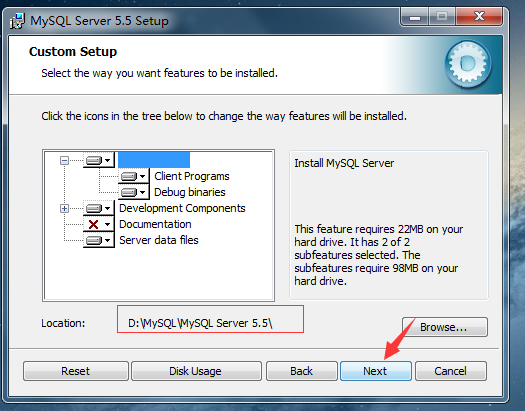 MySQL Server 5.5 Setup
Custom Setup
Select the way you want features to be installed.
Click the icons in the tree below to change the way features will be installed.
Client Programs
Debug binaries
Development Components
Documentation
Server data files
Install MySQL Server
This feature requires 22MB on your
hard drive. It has 2 of 2
subfeatures selected. The
subfeatures require 98MB on your
hard drive.
Location:
D:\MySQL\MySQL Server 5.5\
Browse...
Reset
Disk Usage
Back
Next
Cancel